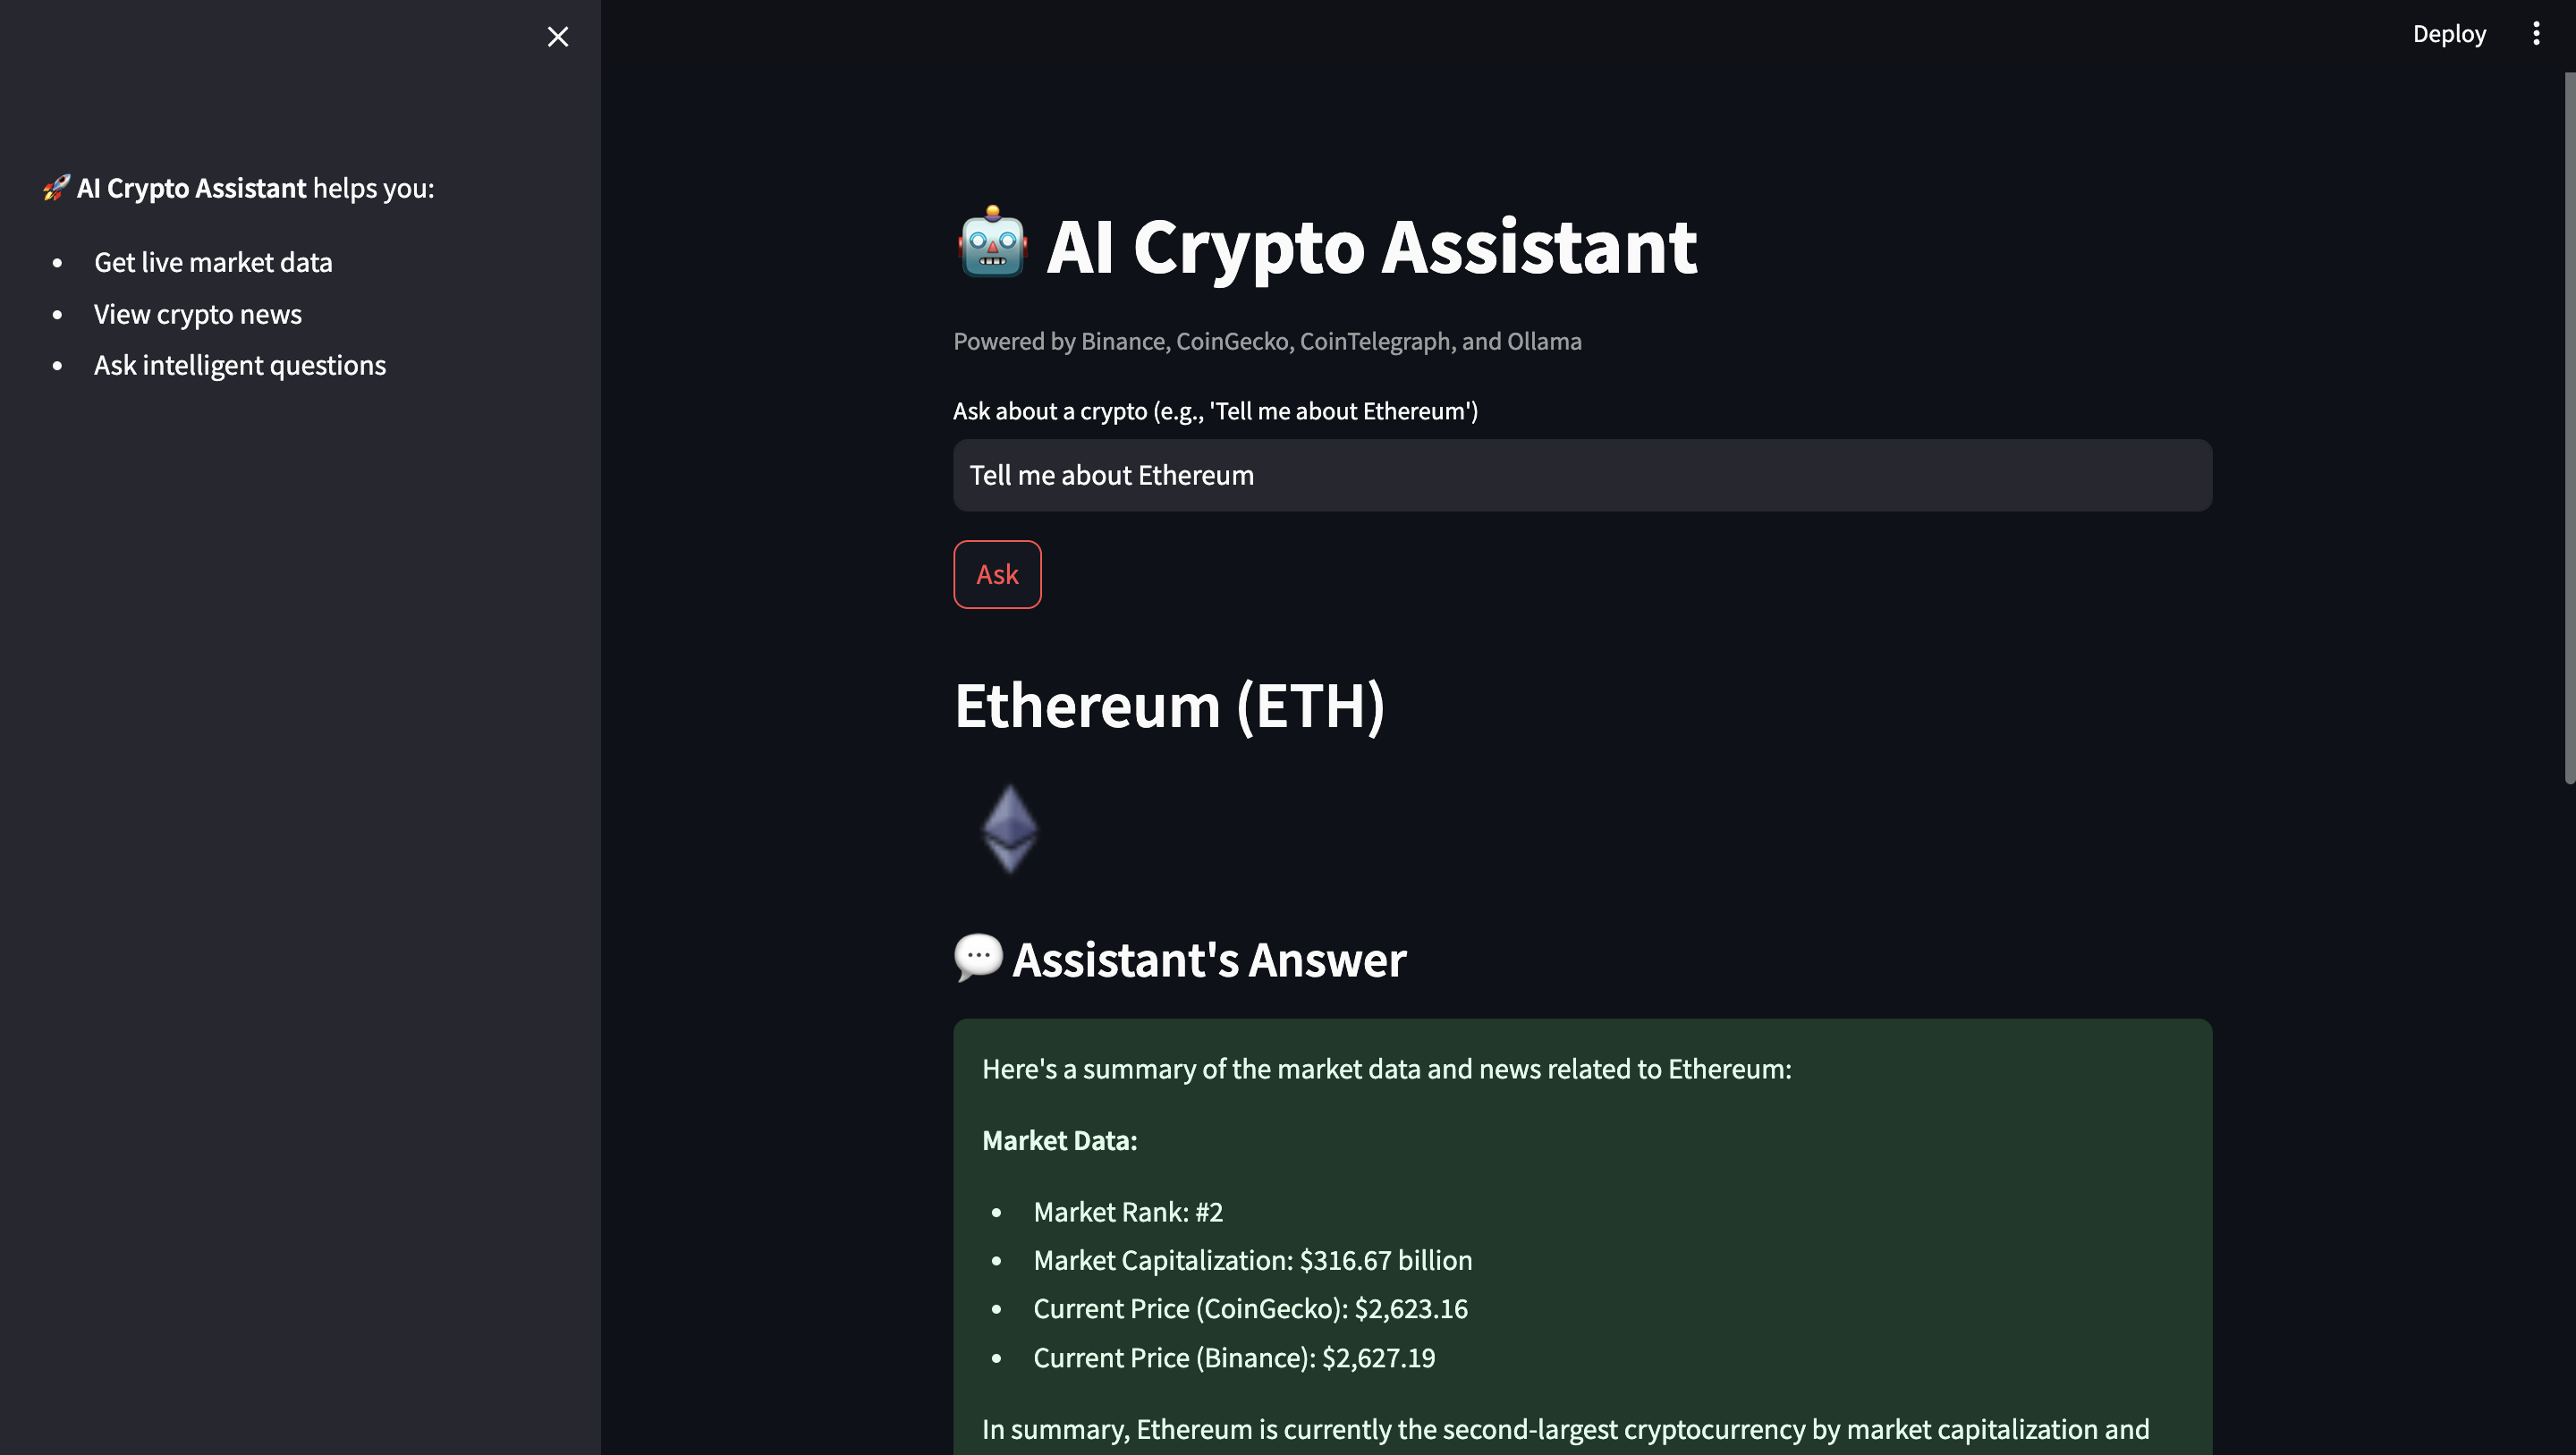 Deploy
🚀 AI Crypto Assistant helps you:
• Get live market data
• View crypto news
• Ask intelligent questions
🤖 AI Crypto Assistant
Powered by Binance, CoinGecko, CoinTelegraph, and Ollama
Ask about a crypto (e.g., 'Tell me about Ethereum')
Tell me about Ethereum
Ask
Ethereum (ETH)
💬 Assistant's Answer
Here's a summary of the market data and news related to Ethereum:
Market Data:
• Market Rank: #2
• Market Capitalization: $316.67 billion
• Current Price (CoinGecko): $2,623.16
• Current Price (Binance): $2,627.19
In summary, Ethereum is currently the second-largest cryptocurrency by market capitalization and